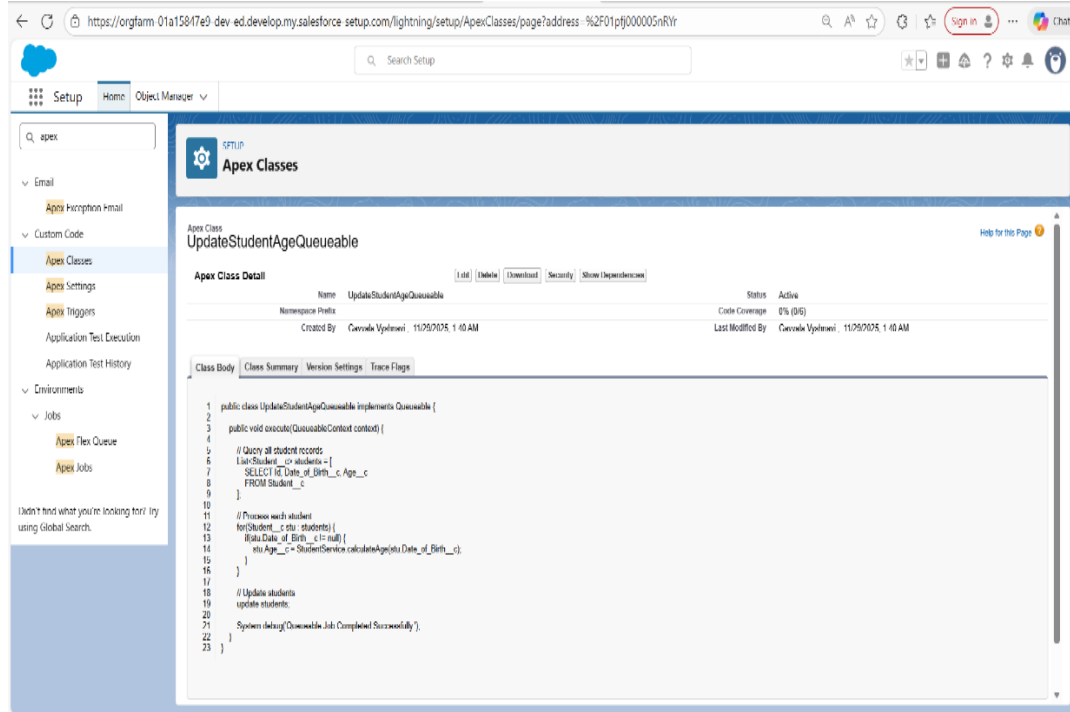 https://orgfarm-01a15847e9-dev-ed.develop.my.salesforce-setup.com/lightning/setup/ApexClasses/page?address=%2F01pfj000005nRYr
Sign in
Chat
Search Setup
Setup
Home
Object Manager
apex
Email
Apex Exception Email
Custom Code
Apex Classes
Apex Settings
Apex Triggers
Application Test Execution
Application Test History
Environments
Jobs
Apex Flex Queue
Apex Jobs
Didn't find what you're looking for? Try
using Global Search.
SETUP
Apex Classes
Apex Class
UpdateStudentAgeQueueable
Help for this Page
Apex Class Detail
Edit Delete Download Security Show Dependencies
Name UpdateStudentAgeQueueable Status Active
Namespace Prefix Code Coverage 0% (0/6)
Created By Gavvala, 11/29/2025, 1:40 AM Last Modified By Gavvala, 11/29/2025, 1:40 AM
Class Body Class Summary Version Settings Trace Flags
1 public class UpdateStudentAgeQueueable implements Queueable {
2
3 public void execute(QueueableContext context) {
4
5 // Query all student records
6 List<Student__c> students = [
7 SELECT Id, Date_of_Birth__c, Age__c
8 FROM Student__c
9 ];
10
11 // Process each student
12 for(Student__c stu : students) {
13 if(stu.Date_of_Birth__c != null) {
14 stu.Age__c = StudentService.calculateAge(stu.Date_of_Birth__c);
15 }
16 }
17
18 // Update students
19 update students;
20
21 System.debug('Queueable Job Completed Successfully');
22 }
23 }